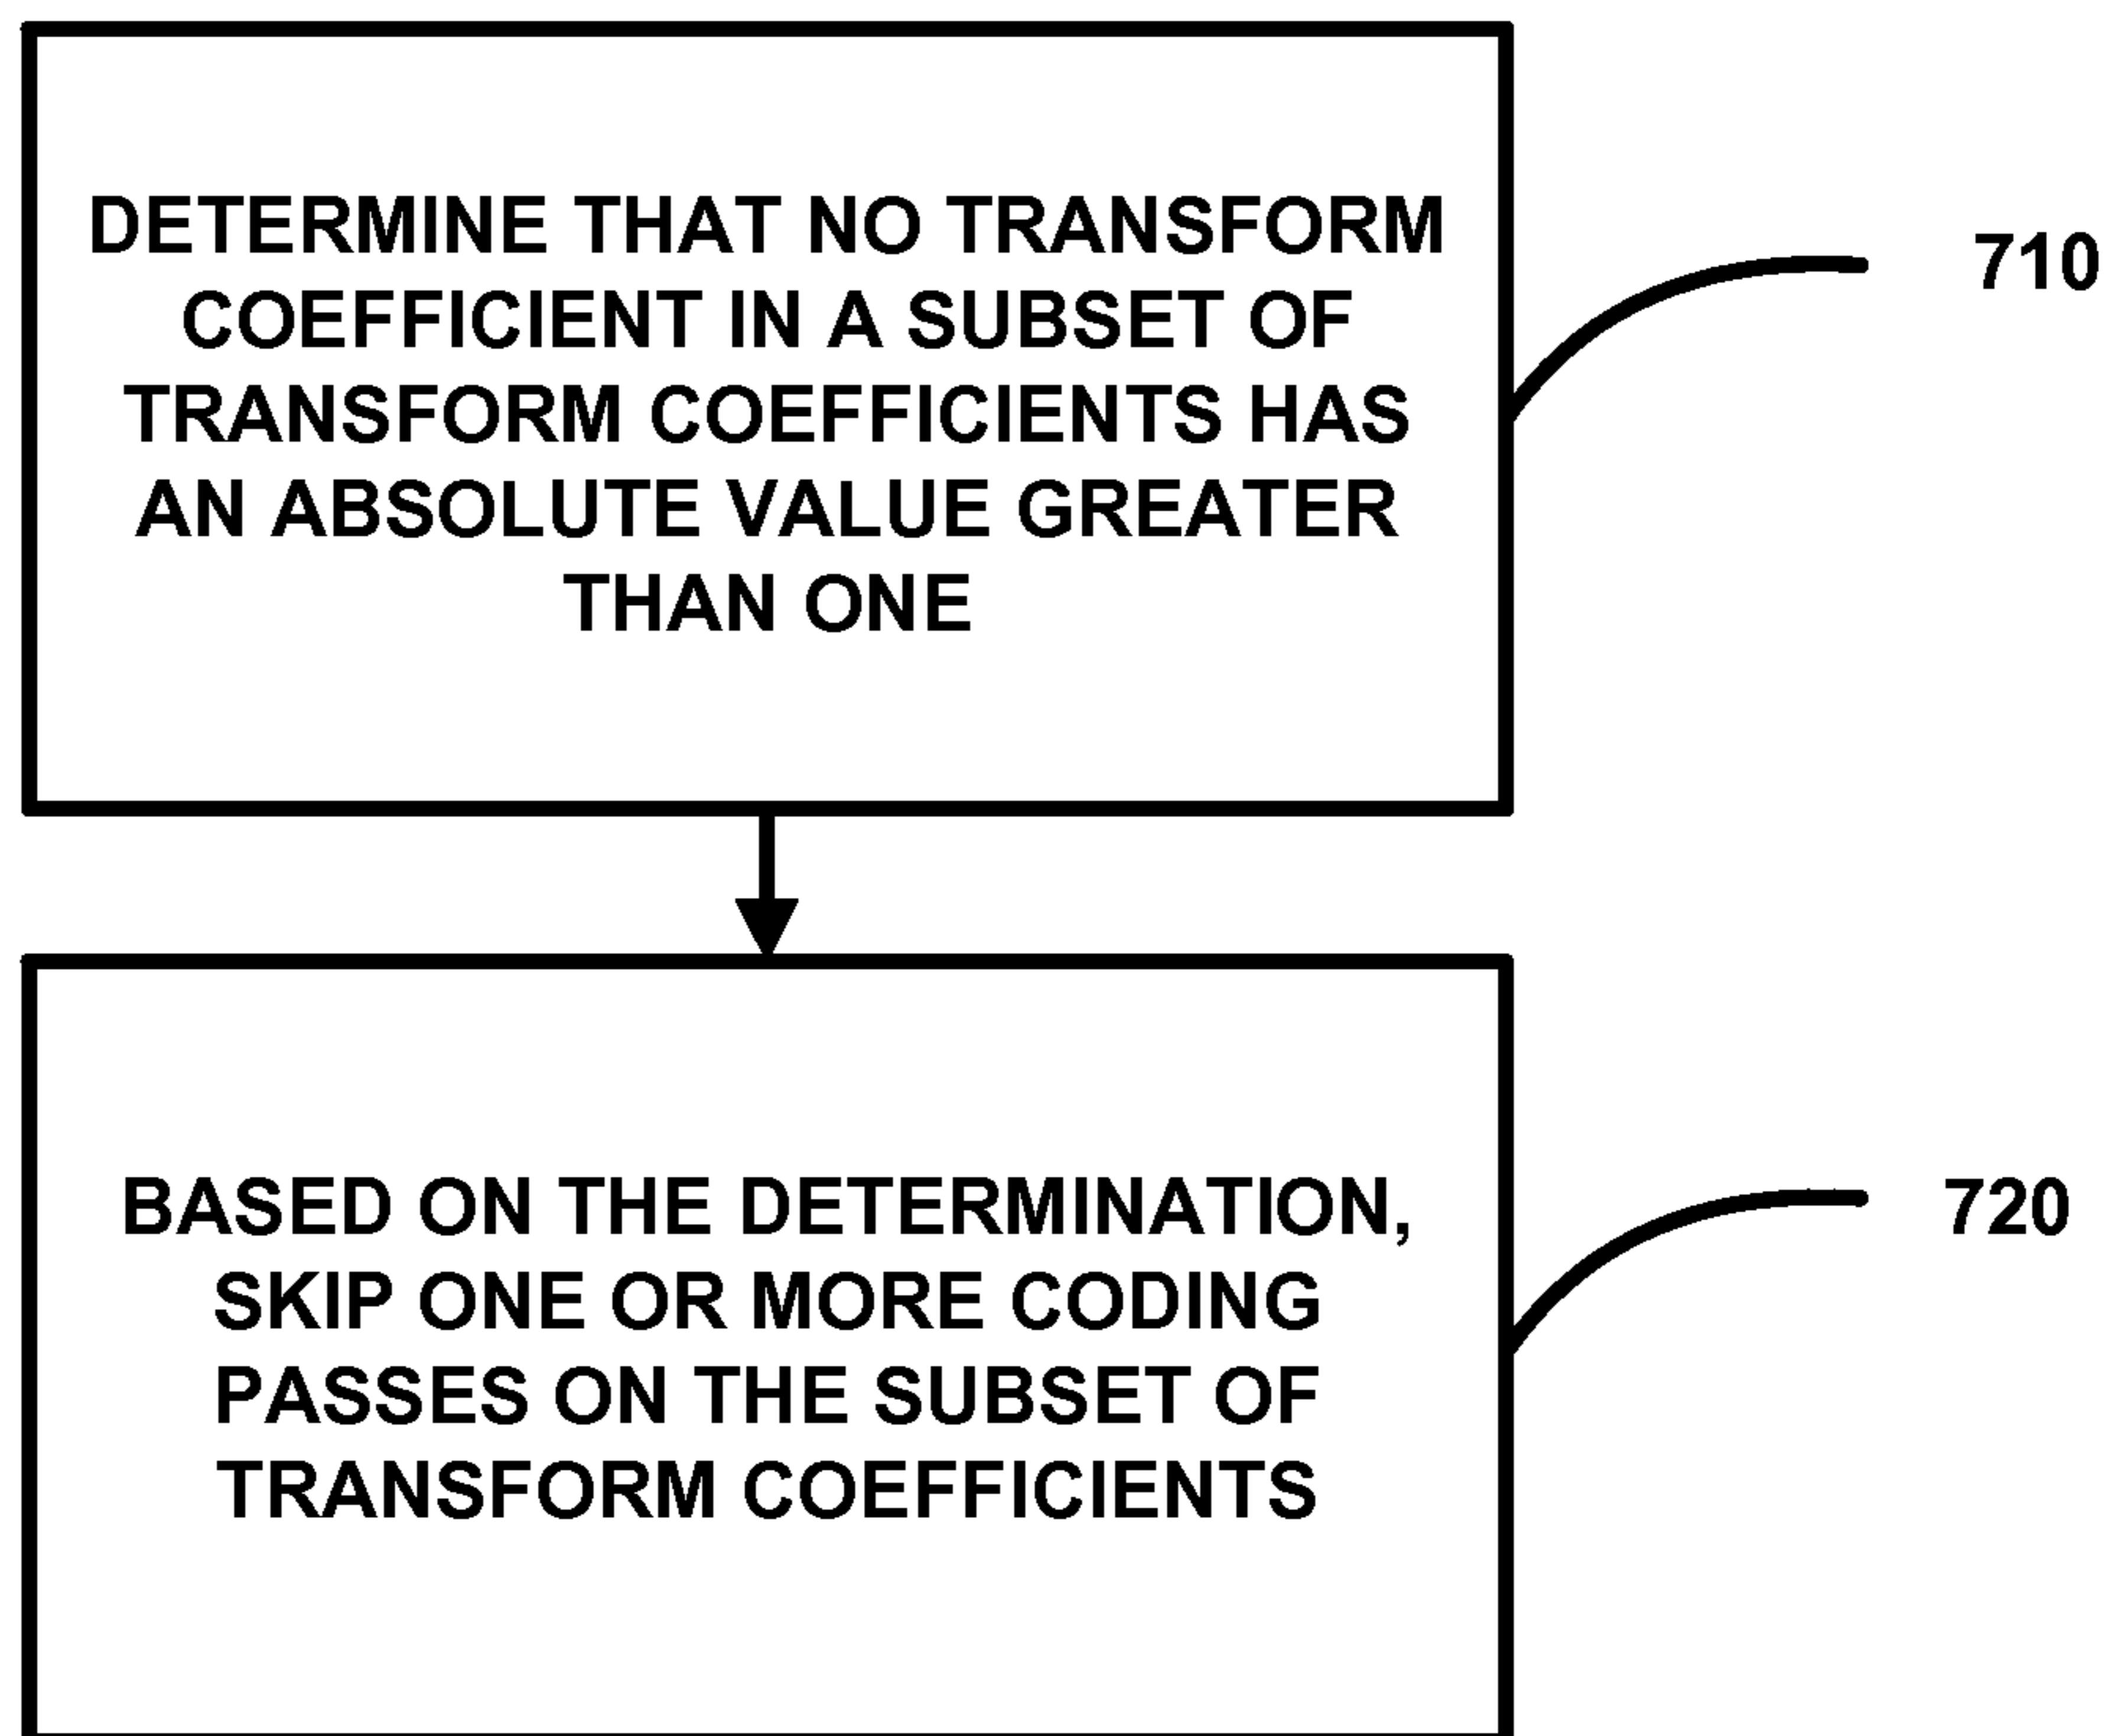 DETERMINE THAT NO TRANSFORM
COEFFICIENT IN A SUBSET OF
TRANSFORM COEFFICIENTS HAS
AN ABSOLUTE VALUE GREATER
THAN ONE
710
BASED ON THE DETERMINATION,
SKIP ONE OR MORE CODING
PASSES ON THE SUBSET OF
TRANSFORM COEFFICIENTS
720